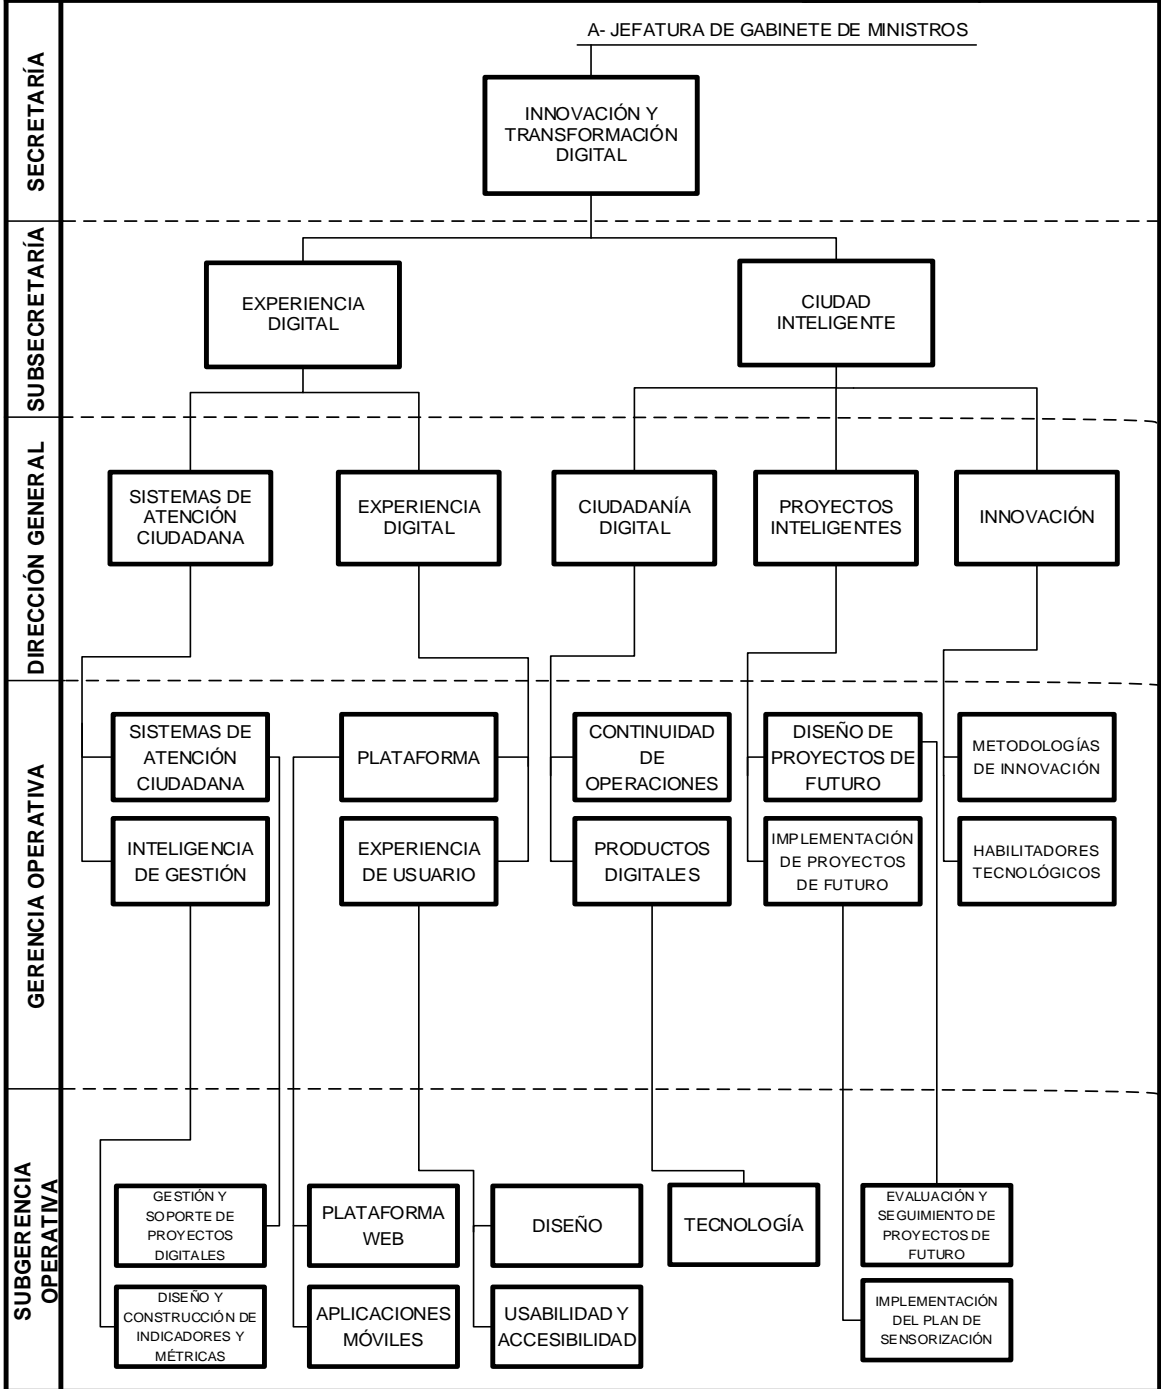 A- JEFATURA DE GABINETE DE MINISTROS
SECRETARÍA
INNOVACIÓN Y
TRANSFORMACIÓN
DIGITAL
SUBSECRETARÍA
EXPERIENCIA
DIGITAL
CIUDAD
INTELIGENTE
DIRECCIÓN GENERAL
SISTEMAS DE
ATENCIÓN
CIUDADANA
EXPERIENCIA
DIGITAL
CIUDADANÍA
DIGITAL
PROYECTOS
INTELIGENTES
INNOVACIÓN
GERENCIA OPERATIVA
SISTEMAS DE
ATENCIÓN
CIUDADANA
PLATAFORMA
CONTINUIDAD
DE
OPERACIONES
DISEÑO DE
PROYECTOS DE
FUTURO
METODOLOGÍAS
DE INNOVACIÓN
INTELIGENCIA
DE GESTIÓN
EXPERIENCIA
DE USUARIO
PRODUCTOS
DIGITALES
IMPLEMENTACIÓN
DE PROYECTOS
DE FUTURO
HABILITADORES
TECNOLÓGICOS
SUBGERENCIA
OPERATIVA
GESTIÓN Y
SOPORTE DE
PROYECTOS
DIGITALES
PLATAFORMA
WEB
DISEÑO
TECNOLOGÍA
EVALUACIÓN Y
SEGUIMIENTO DE
PROYECTOS DE
FUTURO
DISEÑO Y
CONSTRUCCIÓN DE
INDICADORES Y
MÉTRICAS
APLICACIONES
MÓVILES
USABILIDAD Y
ACCESIBILIDAD
IMPLEMENTACIÓN
DEL PLAN DE
SENSORIZACIÓN